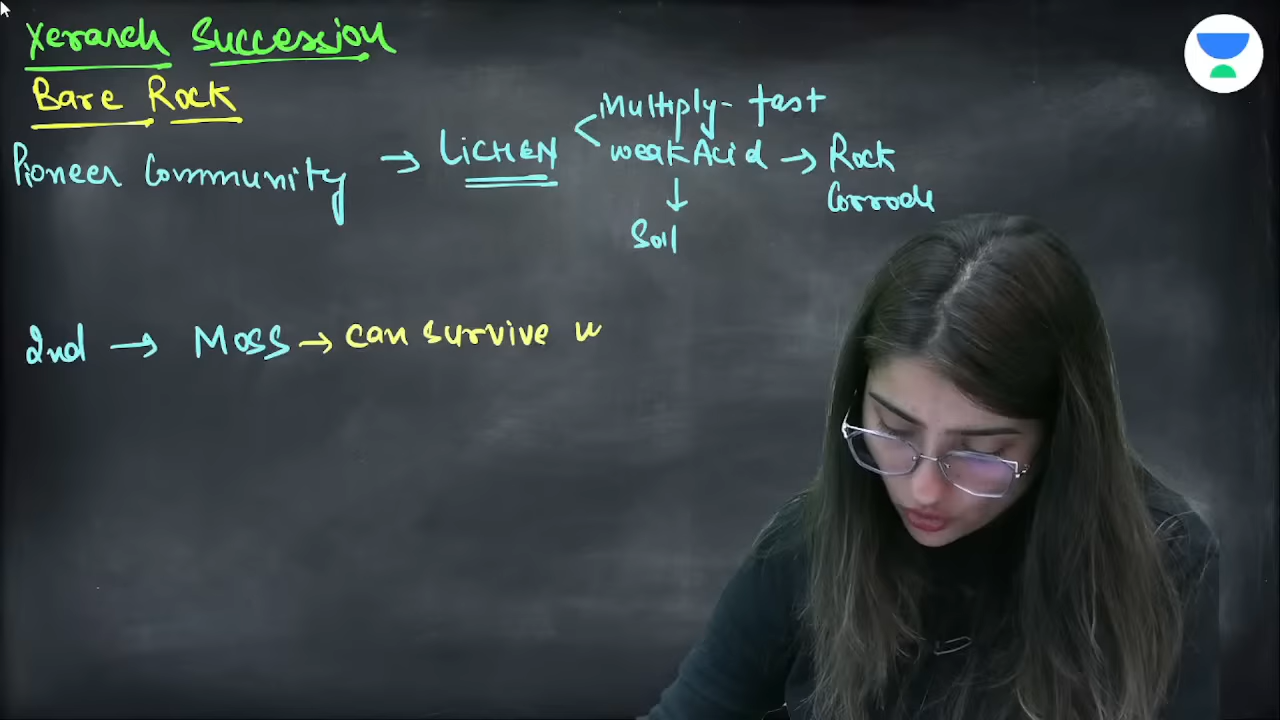 Xerarch Succession
Bare Rock
Pioneer Community → LiCHEN
Multiply - fast
weak Acid → Rock Corrode
↓
Soil
2nd → Moss → can survive w